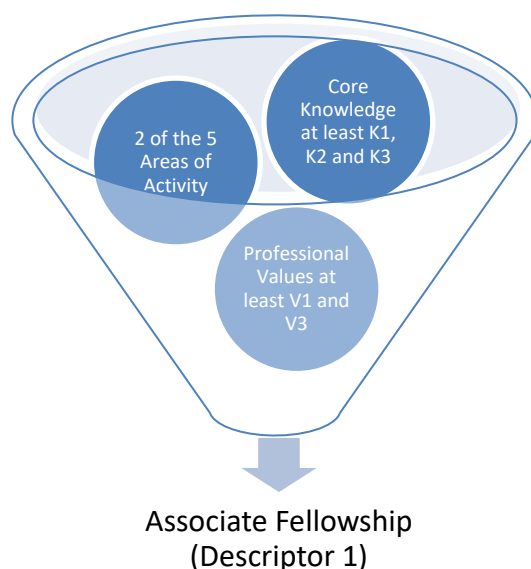 Core
Knowledge
at least K1,
K2 and K3
2 of the 5
Areas of
Activity
Professional
Values at
least V1 and
V3
Associate Fellowship
(Descriptor 1)